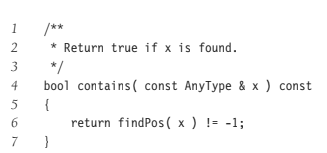 1 /**
2 * Return true if x is found.
3 */
4 bool contains( const AnyType & x ) const
5 {
6 return findPos( x ) != -1;
7 }